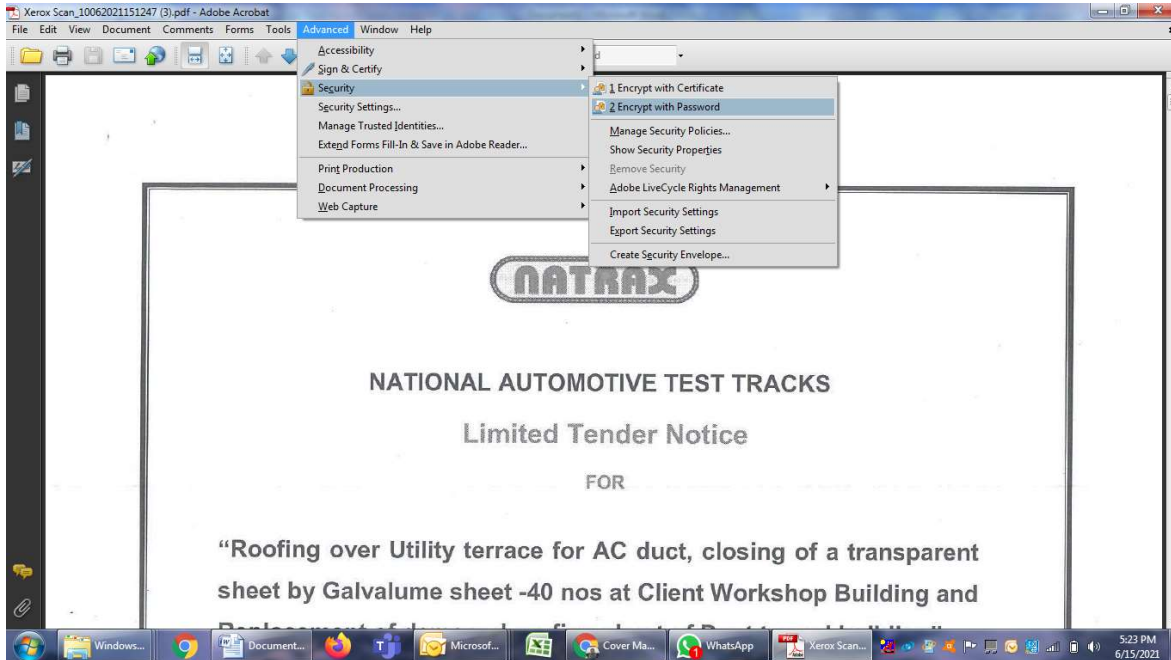 Xerox Scan_10062021151247 (3).pdf - Adobe Acrobat
File Edit View Document Comments Forms Tools Advanced Window Help
Accessibility
Sign & Certify
Security
Security Settings...
Manage Trusted Identities...
Extend Forms Fill-In & Save in Adobe Reader...
Print Production
Document Processing
Web Capture
1 Encrypt with Certificate
2 Encrypt with Password
Manage Security Policies...
Show Security Properties
Remove Security
Adobe LiveCycle Rights Management
Import Security Settings
Export Security Settings
Create Security Envelope...
NATRAX
NATIONAL AUTOMOTIVE TEST TRACKS
Limited Tender Notice
FOR
“Roofing over Utility terrace for AC duct, closing of a transparent
sheet by Galvalume sheet -40 nos at Client Workshop Building and
Windows... Document... Microsof... Cover Ma... WhatsApp Xerox Scan...
5:23 PM
6/15/2021